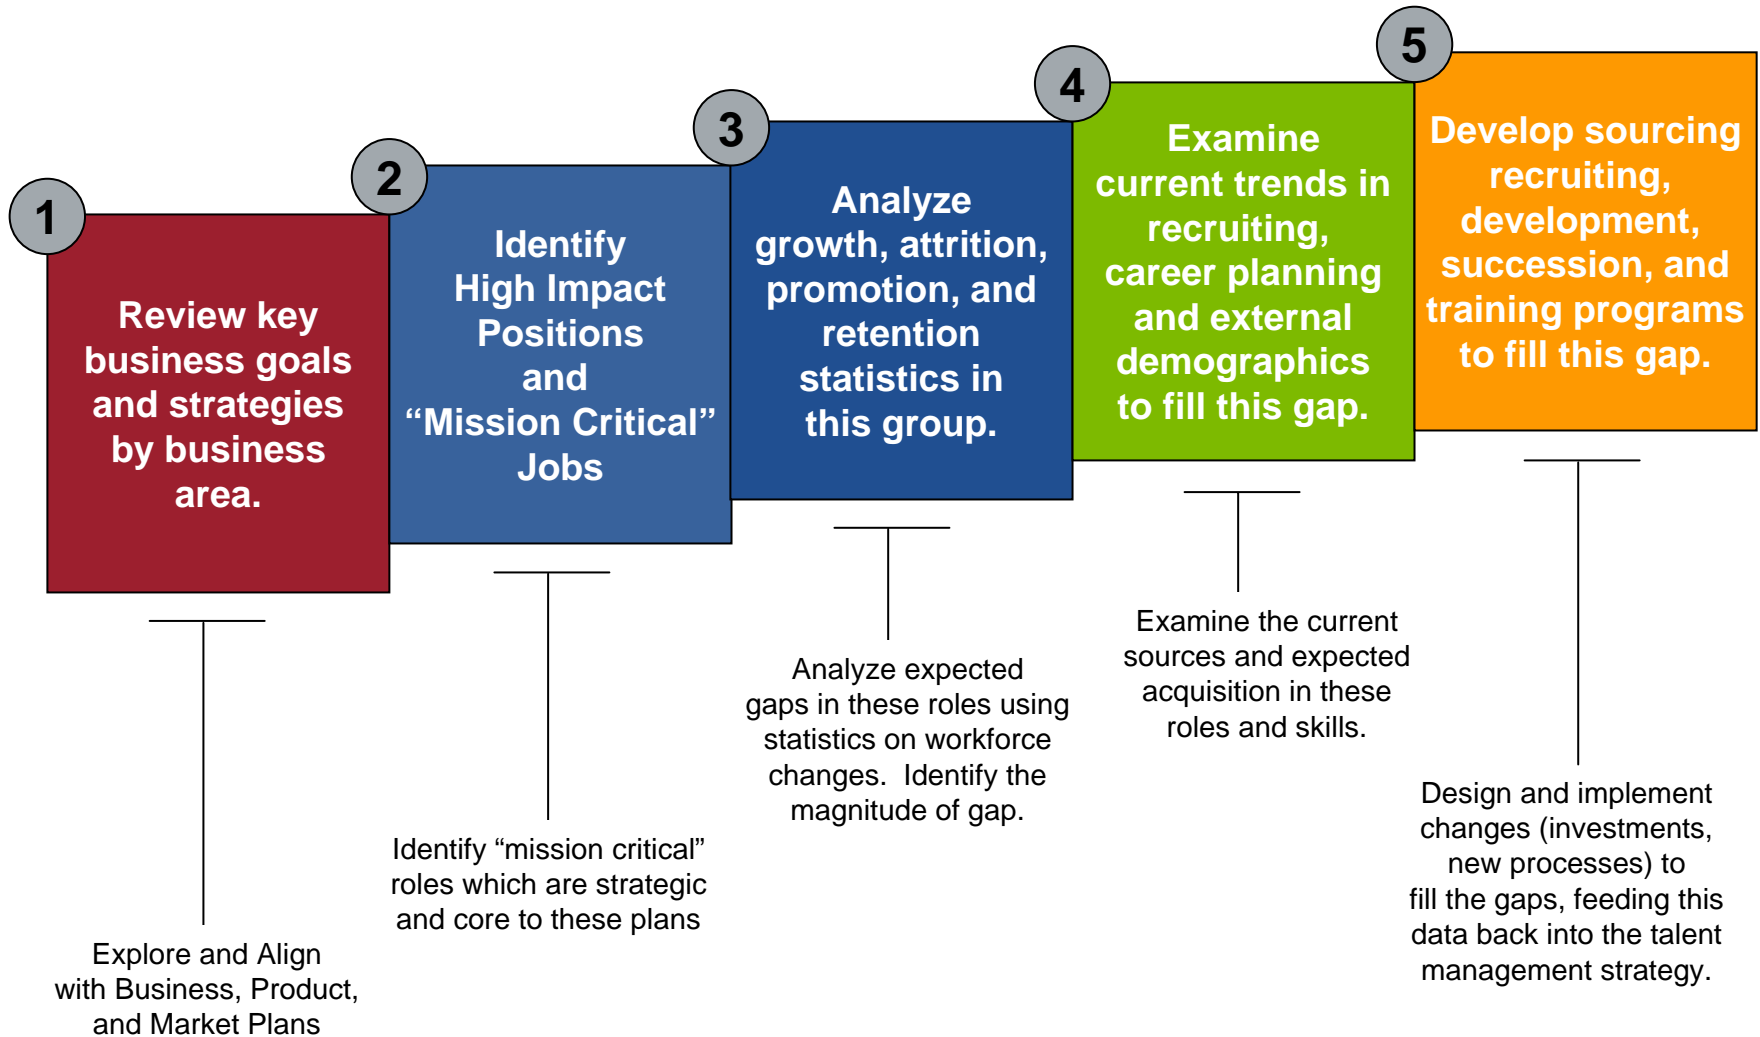 1
Review key
business goals
and strategies
by business
area.
Explore and Align
with Business, Product,
and Market Plans
2
Identify
High Impact
Positions
and
“Mission Critical”
Jobs
Identify “mission critical”
roles which are strategic
and core to these plans
3
Analyze
growth, attrition,
promotion, and
retention
statistics in
this group.
Analyze expected
gaps in these roles using
statistics on workforce
changes.  Identify the
magnitude of gap.
4
Examine
current trends in
recruiting,
career planning
and external
demographics
to fill this gap.
Examine the current
sources and expected
acquisition in these
roles and skills.
5
Develop sourcing
recruiting,
development,
succession, and
training programs
to fill this gap.
Design and implement
changes (investments,
new processes) to
fill the gaps, feeding this
data back into the talent
management strategy.